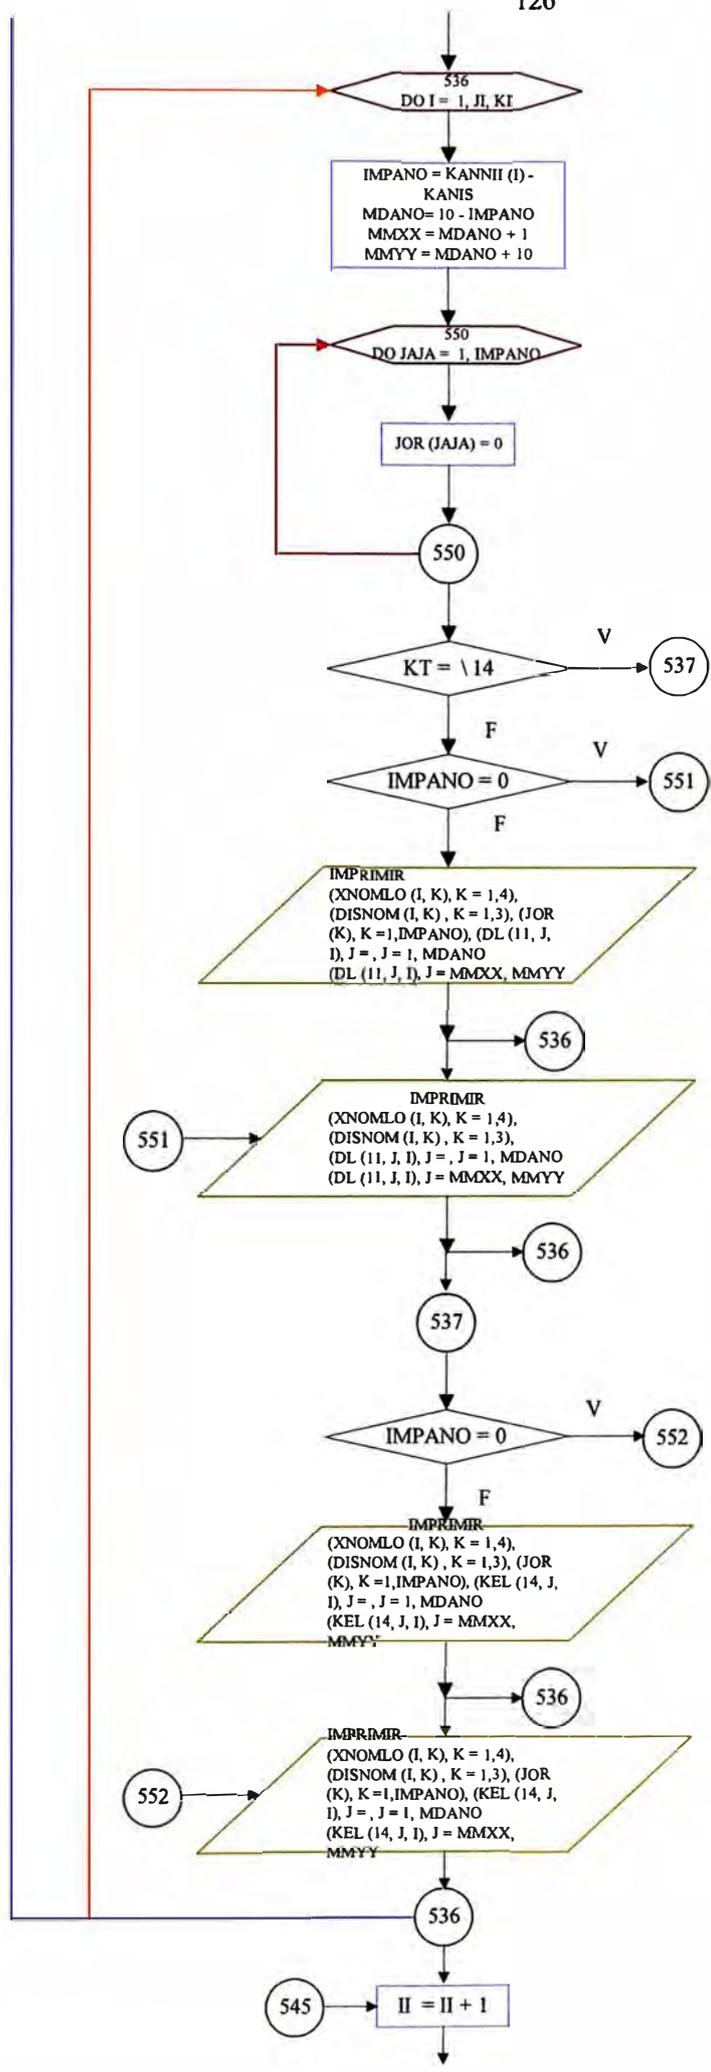 126
536
DO I = 1, JI, KI
IMPANO = KANNII (I) -
KANIS
MDANO= 10 - IMPANO
MMXX = MDANO + 1
MMYY = MDANO + 10
550
DO JAJA = 1, IMPANO
JOR (JAJA) = 0
550
V
KT = \ 14
537
F
V
IMPANO = 0
551
F
IMPRIMIR
(XNOMLO (I, K), K = 1,4),
(DISNOM (I, K) , K = 1,3), (JOR
(K), K =1,IMPANO), (DL (11, J,
I), J = , J = 1, MDANO
(DL (11, J, I), J = MMXX, MMYY
536
IMPRIMIR
(XNOMLO (I, K), K = 1,4),
(DISNOM (I, K) , K = 1,3),
(DL (11, J, I), J = , J = 1, MDANO
(DL (11, J, I), J = MMXX, MMYY
551
536
537
V
IMPANO = 0
552
F
IMPRIMIR
(XNOMLO (I, K), K = 1,4),
(DISNOM (I, K) , K = 1,3), (JOR
(K), K =1,IMPANO), (KEL (14, J,
I), J = , J = 1, MDANO
(KEL (14, J, I), J = MMXX,
MMYY
536
IMPRIMIR
(XNOMLO (I, K), K = 1,4),
(DISNOM (I, K) , K = 1,3), (JOR
(K), K =1,IMPANO), (KEL (14, J,
I), J = , J = 1, MDANO
(KEL (14, J, I), J = MMXX,
MMYY
552
536
545
II = II + 1